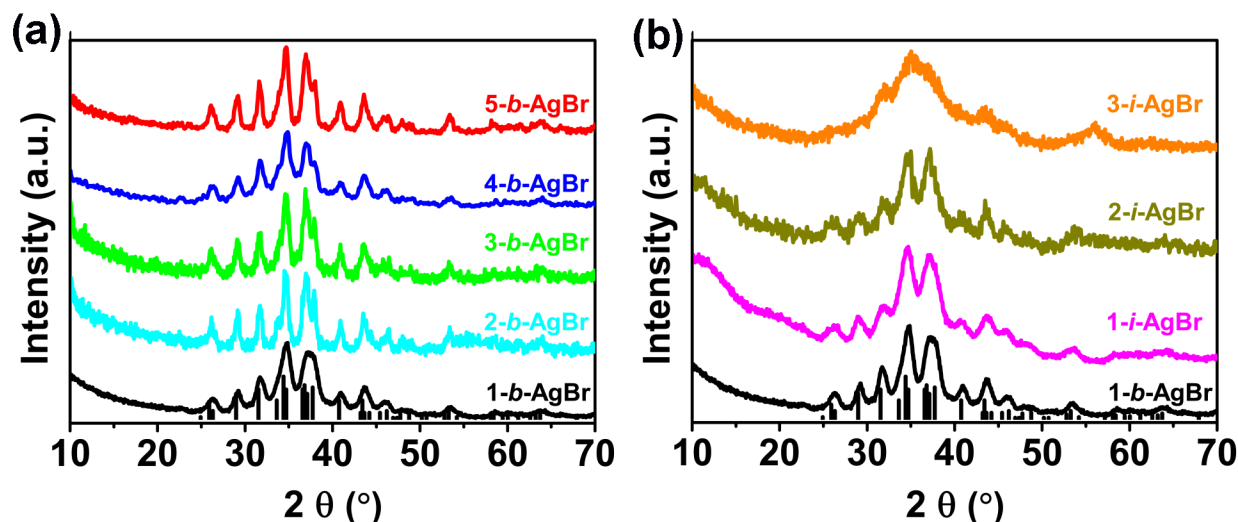 (a)
Intensity (a.u.)
5-b-AgBr
4-b-AgBr
3-b-AgBr
2-b-AgBr
1-b-AgBr
10 20 30 40 50 60 70
2 θ (°)
(b)
Intensity (a.u.)
3-i-AgBr
2-i-AgBr
1-i-AgBr
1-b-AgBr
10 20 30 40 50 60 70
2 θ (°)